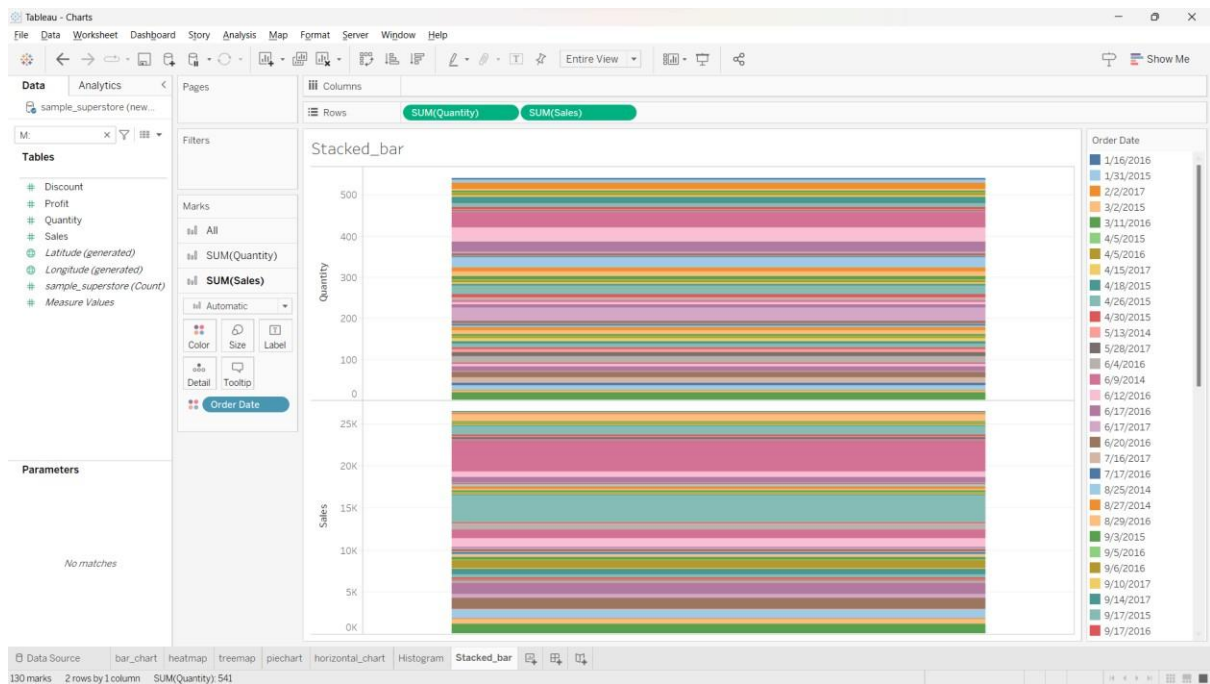 Tableau - Charts
File Data Worksheet Dashboard Story Analysis Map Format Server Window Help
Entire View
Show Me
Data Analytics
sample_superstore (new...
M:
Tables
Discount
Profit
Quantity
Sales
Latitude (generated)
Longitude (generated)
sample_superstore (Count)
Measure Values
Parameters
No matches
Pages
Filters
Marks
All
SUM(Quantity)
SUM(Sales)
Automatic
Color Size Label
Detail Tooltip
Order Date
Columns
Rows SUM(Quantity) SUM(Sales)
Stacked_bar
Quantity
500
400
300
200
100
0
Sales
25K
20K
15K
10K
5K
0K
Order Date
1/16/2016
1/31/2015
2/2/2017
3/2/2015
3/11/2016
4/5/2015
4/5/2016
4/15/2017
4/18/2015
4/26/2015
4/30/2015
5/13/2014
5/28/2017
6/4/2016
6/9/2014
6/12/2016
6/17/2016
6/17/2017
6/20/2016
7/16/2017
7/17/2016
8/25/2014
8/27/2014
8/29/2016
9/3/2015
9/5/2016
9/6/2016
9/10/2017
9/14/2017
9/17/2015
9/17/2016
Data Source bar_chart heatmap treemap piechart horizontal_chart Histogram Stacked_bar
130 marks 2 rows by 1 column SUM(Quantity): 541